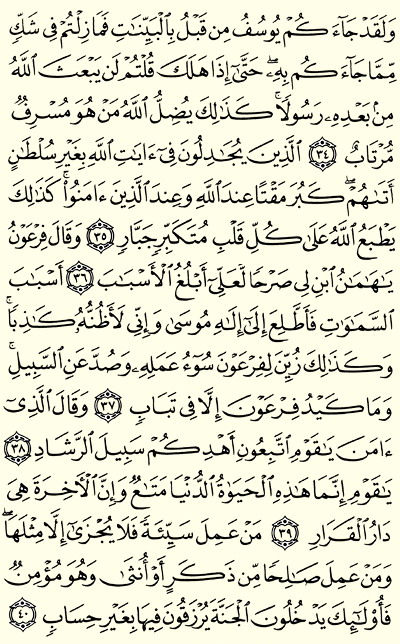 وَلَقَدۡ جَآءَكُمۡ يُوسُفُ مِن قَبۡلُ بِٱلۡبَيِّنَٰتِ فَمَا زِلۡتُمۡ فِي شَكّٖ
مِّمَّا جَآءَكُم بِهِۦۖ حَتَّىٰٓ إِذَا هَلَكَ قُلۡتُمۡ لَن يَبۡعَثَ ٱللَّهُ
مِنۢ بَعۡدِهِۦ رَسُولٗاۚ كَذَٰلِكَ يُضِلُّ ٱللَّهُ مَنۡ هُوَ مُسۡرِفٞ
مُّرۡتَابٌ ٣٤ ٱلَّذِينَ يُجَٰدِلُونَ فِيٓ ءَايَٰتِ ٱللَّهِ بِغَيۡرِ سُلۡطَٰنٍ
أَتَىٰهُمۡۖ كَبُرَ مَقۡتًا عِندَ ٱللَّهِ وَعِندَ ٱلَّذِينَ ءَامَنُواْۚ كَذَٰلِكَ
يَطۡبَعُ ٱللَّهُ عَلَىٰ كُلِّ قَلۡبِ مُتَكَبِّرٖ جَبَّارٖ ٣٥ وَقَالَ فِرۡعَوۡنُ
يَٰهَٰمَٰنُ ٱبۡنِ لِي صَرۡحٗا لَّعَلِّيٓ أَبۡلُغُ ٱلۡأَسۡبَٰبَ ٣٦ أَسۡبَٰبَ
ٱلسَّمَٰوَٰتِ فَأَطَّلِعَ إِلَىٰٓ إِلَٰهِ مُوسَىٰ وَإِنِّي لَأَظُنُّهُۥ كَٰذِبٗاۚ
وَكَذَٰلِكَ زُيِّنَ لِفِرۡعَوۡنَ سُوٓءُ عَمَلِهِۦ وَصُدَّ عَنِ ٱلسَّبِيلِۚ
وَمَا كَيۡدُ فِرۡعَوۡنَ إِلَّا فِي تَبَابٖ ٣٧ وَقَالَ ٱلَّذِيٓ
ءَامَنَ يَٰقَوۡمِ ٱتَّبِعُونِ أَهۡدِكُمۡ سَبِيلَ ٱلرَّشَادِ ٣٨
يَٰقَوۡمِ إِنَّمَا هَٰذِهِ ٱلۡحَيَوٰةُ ٱلدُّنۡيَا مَتَٰعٞ وَإِنَّ ٱلۡأٓخِرَةَ هِيَ
دَارُ ٱلۡقَرَارِ ٣٩ مَنۡ عَمِلَ سَيِّئَةٗ فَلَا يُجۡزَىٰٓ إِلَّا مِثۡلَهَاۖ
وَمَنۡ عَمِلَ صَٰلِحٗا مِّن ذَكَرٍ أَوۡ أُنثَىٰ وَهُوَ مُؤۡمِنٞ
فَأُوْلَٰٓئِكَ يَدۡخُلُونَ ٱلۡجَنَّةَ يُرۡزَقُونَ فِيهَا بِغَيۡرِ حِسَابٖ ٤٠